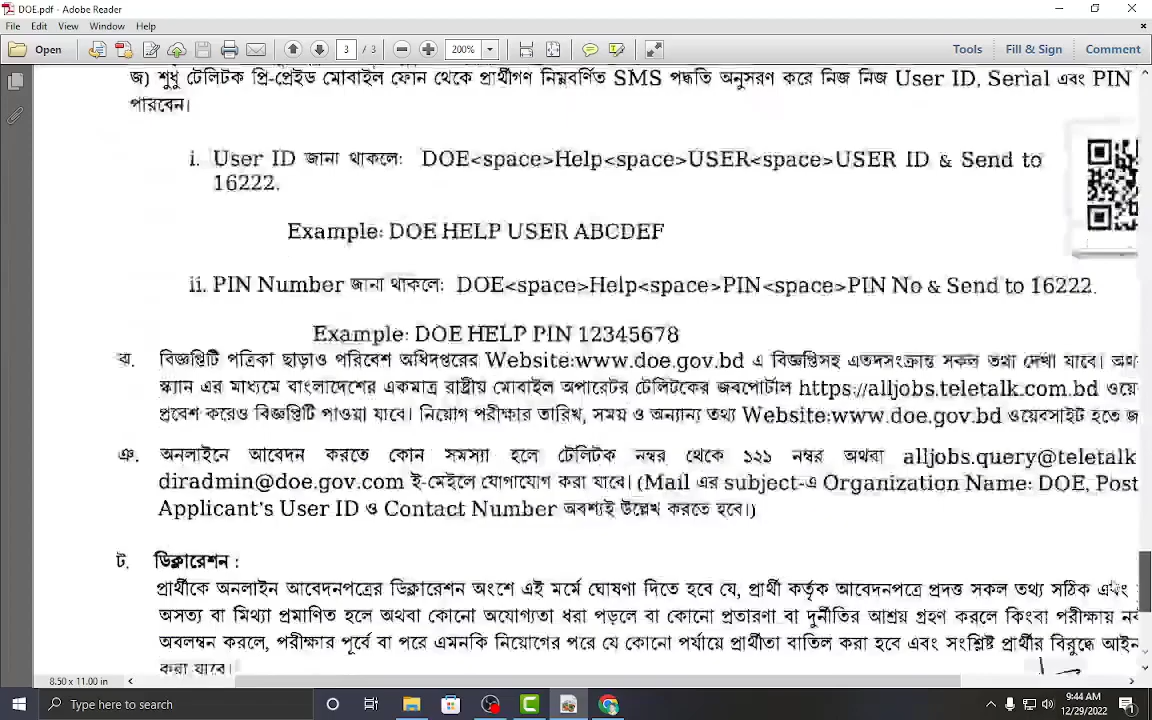 DOE.pdf - Adobe Reader
File Edit View Window Help
Open 3 / 3 200% Tools Fill & Sign Comment
জ) শুধু টেলিটক প্রি-প্রেইড মোবাইল ফোন থেকে প্রার্থীগণ নিম্নবর্ণিত SMS পদ্ধতি অনুসরণ করে নিজ নিজ User ID, Serial এবং PIN
পারবেন।
i. User ID জানা থাকলে: DOE<space>Help<space>USER<space>USER ID & Send to
16222.
Example: DOE HELP USER ABCDEF
ii. PIN Number জানা থাকলে: DOE<space>Help<space>PIN<space>PIN No & Send to 16222.
Example: DOE HELP PIN 12345678
ঝ. বিজ্ঞপ্তিটি পত্রিকা ছাড়াও পরিবেশ অধিদপ্তরের Website:www.doe.gov.bd এ বিজ্ঞপ্তিসহ এতদসংক্রান্ত সকল তথ্য দেখা যাবে।
স্ক্যান এর মাধ্যমে বাংলাদেশের একমাত্র রাষ্ট্রীয় মোবাইল অপারেটর টেলিটকের জবপোর্টাল https://alljobs.teletalk.com.bd ওয়ে
প্রবেশ করেও বিজ্ঞপ্তিটি পাওয়া যাবে। নিয়োগ পরীক্ষার তারিখ, সময় ও অন্যান্য তথ্য Website:www.doe.gov.bd ওয়েবসাইট হতে জ
ঞ. অনলাইনে আবেদন করতে কোন সমস্যা হলে টেলিটক নম্বর থেকে ১২১ নম্বর অথবা alljobs.query@teletalk
diradmin@doe.gov.com ই-মেইলে যোগাযোগ করা যাবে। (Mail এর subject-এ Organization Name: DOE, Post
Applicant's User ID ও Contact Number অবশ্যই উল্লেখ করতে হবে।)
ট. ডিক্লারেশন :
প্রার্থীকে অনলাইন আবেদনপত্রের ডিক্লারেশন অংশে এই মর্মে ঘোষণা দিতে হবে যে, প্রার্থী কর্তৃক আবেদনপত্রে প্রদত্ত সকল তথ্য সঠিক এবং
অসত্য বা মিথ্যা প্রমাণিত হলে অথবা কোনো অযোগ্যতা ধরা পড়লে বা কোনো প্রতারণা বা দুর্নীতির আশ্রয় গ্রহণ করলে কিংবা পরীক্ষায় নক
অবলম্বন করলে, পরীক্ষার পূর্বে বা পরে এমনকি নিয়োগের পরে যে কোনো পর্যায়ে প্রার্থীতা বাতিল করা হবে এবং সংশ্লিষ্ট প্রার্থীর বিরুদ্ধে আইন
করা যাবে।
8.50 x 11.00 in
Type here to search
9:44 AM
12/29/2022